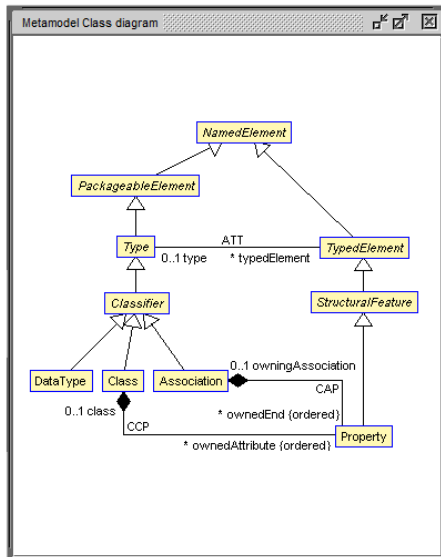 Metamodel Class diagram
NamedElement
PackageableElement
ATT
Type
TypedElement
0..1 type
* typedElement
Classifier
StructuralFeature
0..1 owningAssociation
DataType
Class
Association
CAP
0..1 class
* ownedEnd {ordered}
CCP
Property
* ownedAttribute {ordered}